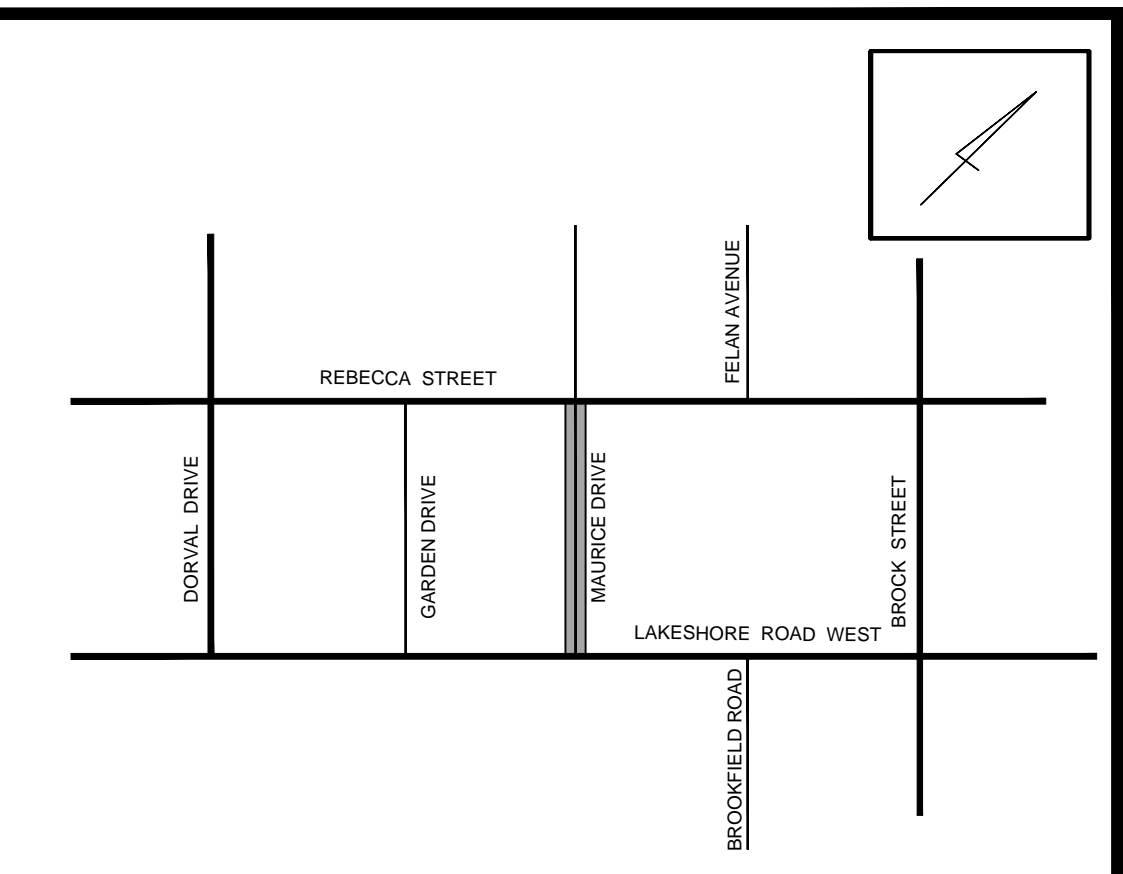 FELAN AVENUE
REBECCA STREET
DORVAL DRIVE
GARDEN DRIVE
MAURICE DRIVE
BROCK STREET
LAKESHORE ROAD WEST
BROOKFIELD ROAD